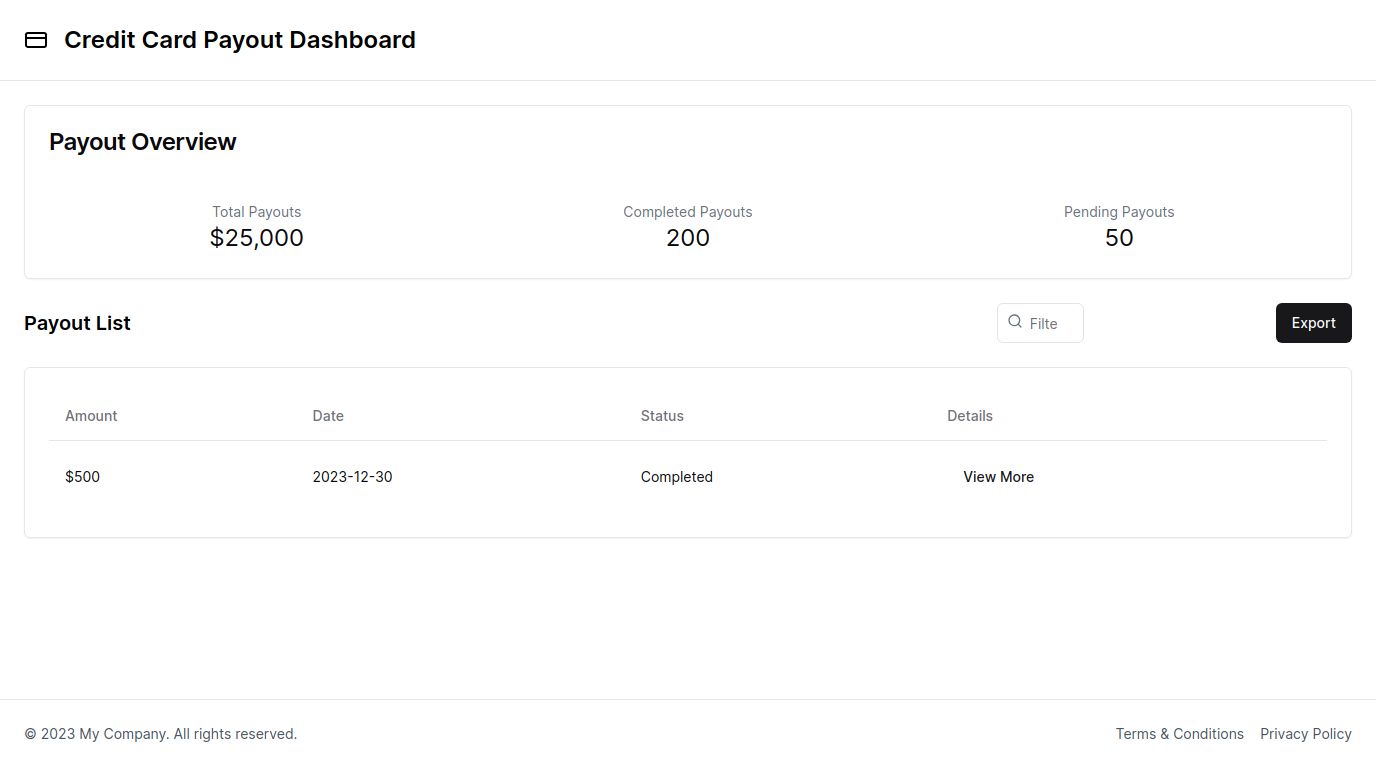 Credit Card Payout Dashboard
Payout Overview
Total Payouts Completed Payouts Pending Payouts
$25,000 200 50
Payout List Filte Export
Amount Date Status Details
$500 2023-12-30 Completed View More
© 2023 My Company. All rights reserved. Terms & Conditions Privacy Policy